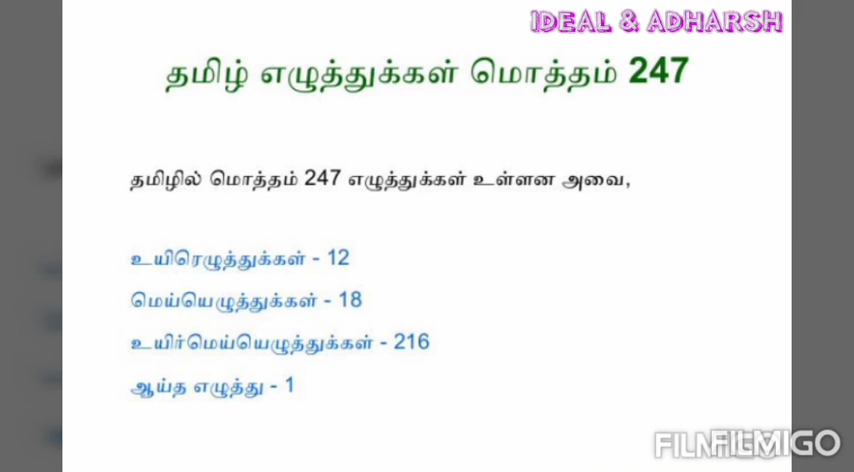 IDEAL & ADHARSH
தமிழ் எழுத்துக்கள் மொத்தம் 247
தமிழில் மொத்தம் 247 எழுத்துக்கள் உள்ளன அவை,
உயிரெழுத்துக்கள் - 12
மெய்யெழுத்துக்கள் - 18
உயிர்மெய்யெழுத்துக்கள் - 216
ஆய்த எழுத்து - 1
FILMIGO